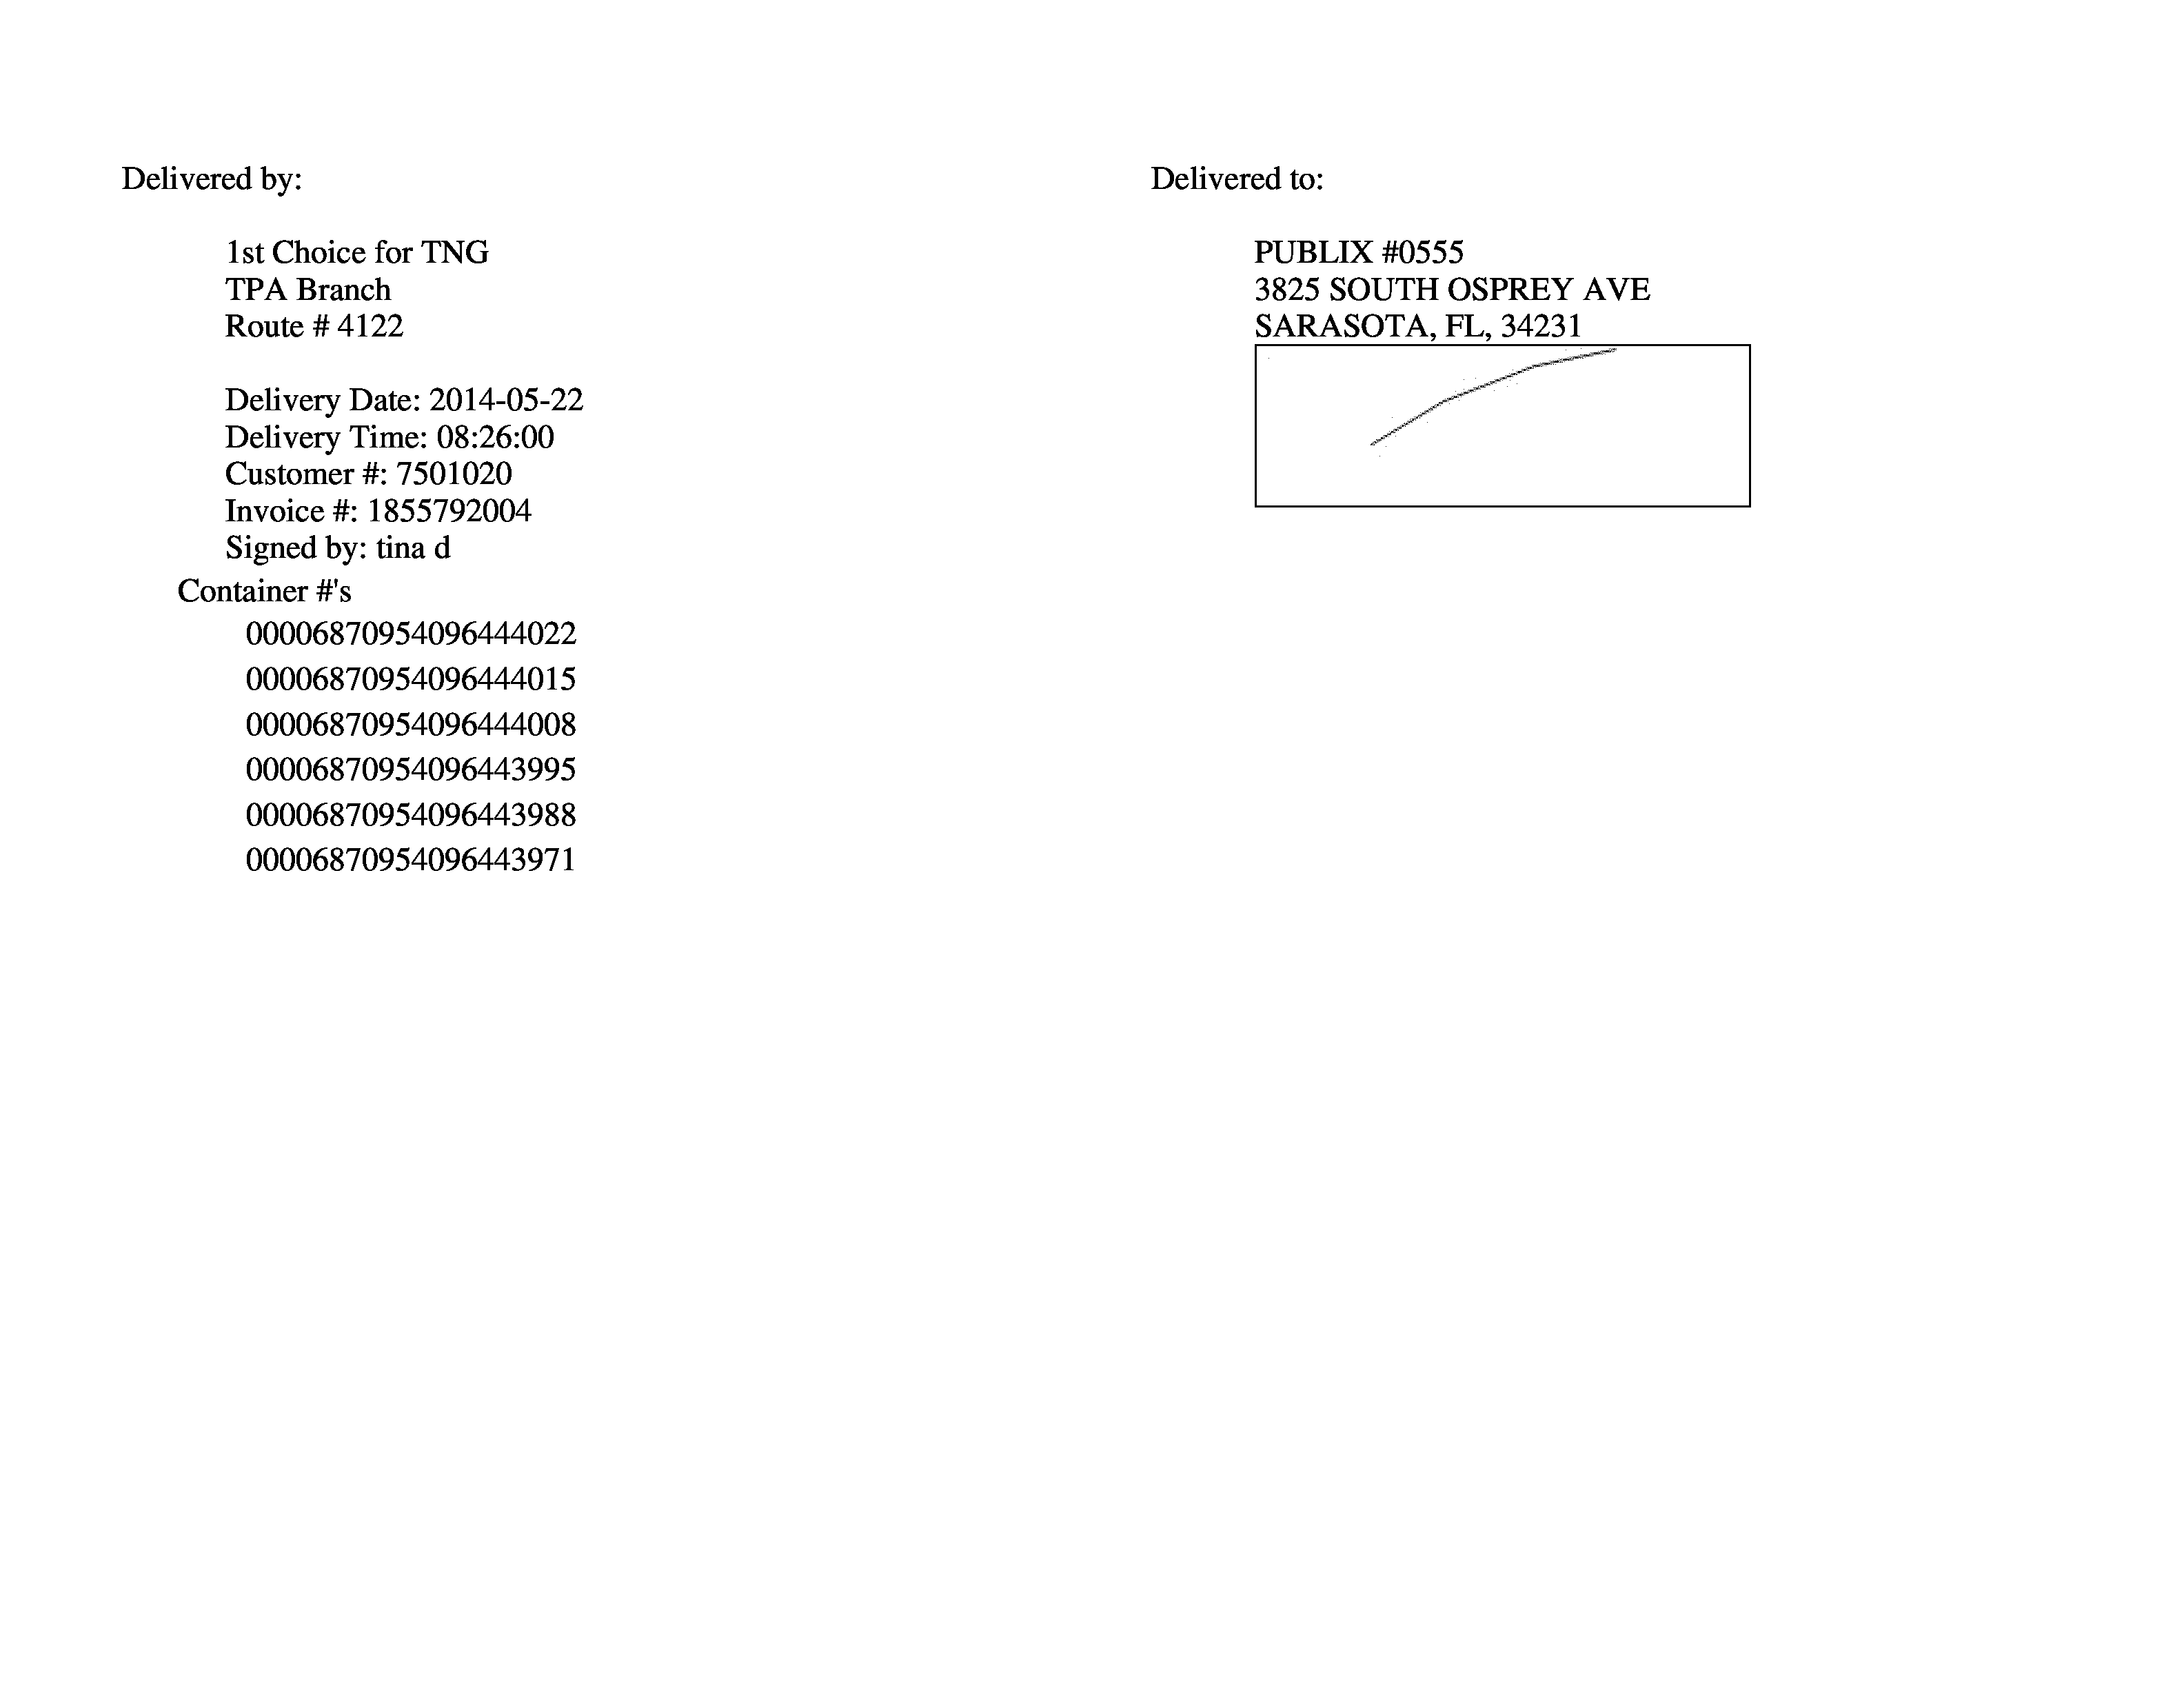 Delivered by:
1st Choice for TNG
TPA Branch
Route # 4122
Delivery Date: 2014-05-22
Delivery Time: 08:26:00
Customer #: 7501020
Invoice #: 1855792004
Signed by: tina d
Container #'s
00006870954096444022
00006870954096444015
00006870954096444008
00006870954096443995
00006870954096443988
00006870954096443971
Delivered to:
PUBLIX #0555
3825 SOUTH OSPREY AVE
SARASOTA, FL, 34231